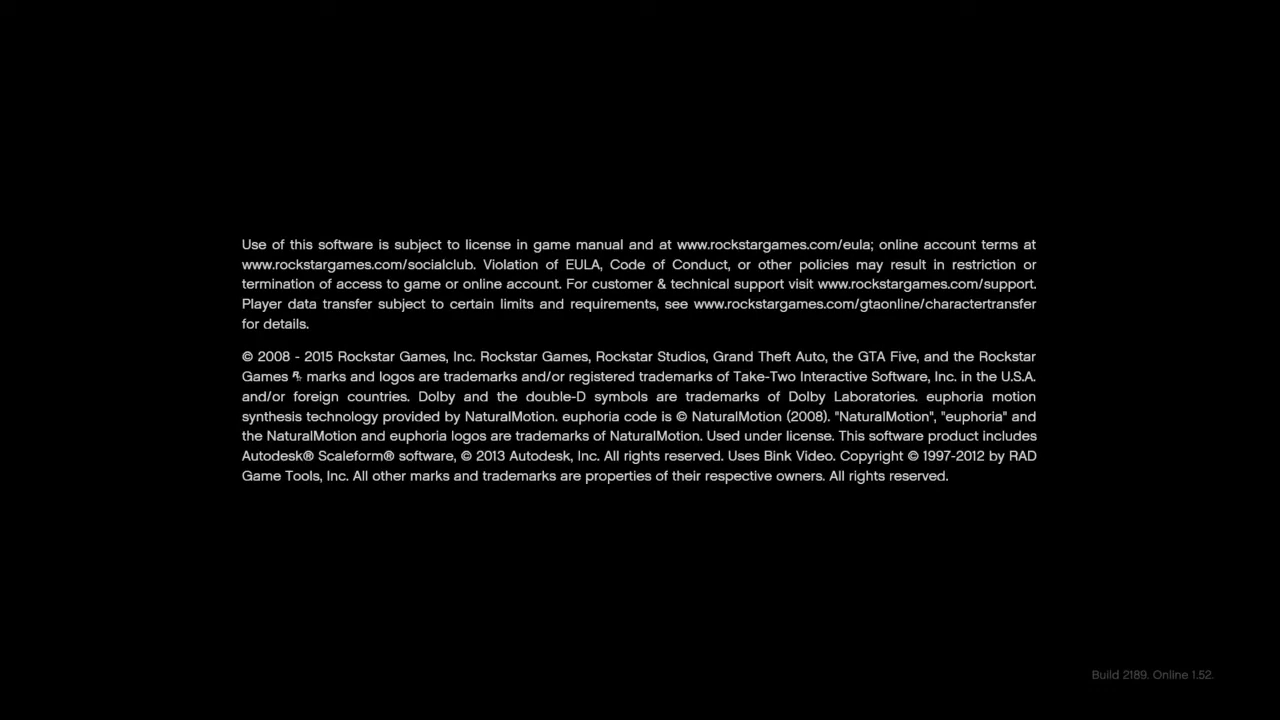 Use of this software is subject to license in game manual and at www.rockstargames.com/eula; online account terms at
www.rockstargames.com/socialclub. Violation of EULA, Code of Conduct, or other policies may result in restriction or
termination of access to game or online account. For customer & technical support visit www.rockstargames.com/support.
Player data transfer subject to certain limits and requirements, see www.rockstargames.com/gtaonline/charactertransfer
for details.
© 2008 - 2015 Rockstar Games, Inc. Rockstar Games, Rockstar Studios, Grand Theft Auto, the GTA Five, and the Rockstar
Games R* marks and logos are trademarks and/or registered trademarks of Take-Two Interactive Software, Inc. in the U.S.A.
and/or foreign countries. Dolby and the double-D symbols are trademarks of Dolby Laboratories. euphoria motion
synthesis technology provided by NaturalMotion. euphoria code is © NaturalMotion (2008). "NaturalMotion", "euphoria" and
the NaturalMotion and euphoria logos are trademarks of NaturalMotion. Used under license. This software product includes
Autodesk® Scaleform® software, © 2013 Autodesk, Inc. All rights reserved. Uses Bink Video. Copyright © 1997-2012 by RAD
Game Tools, Inc. All other marks and trademarks are properties of their respective owners. All rights reserved.
Build 2189. Online 1.52.